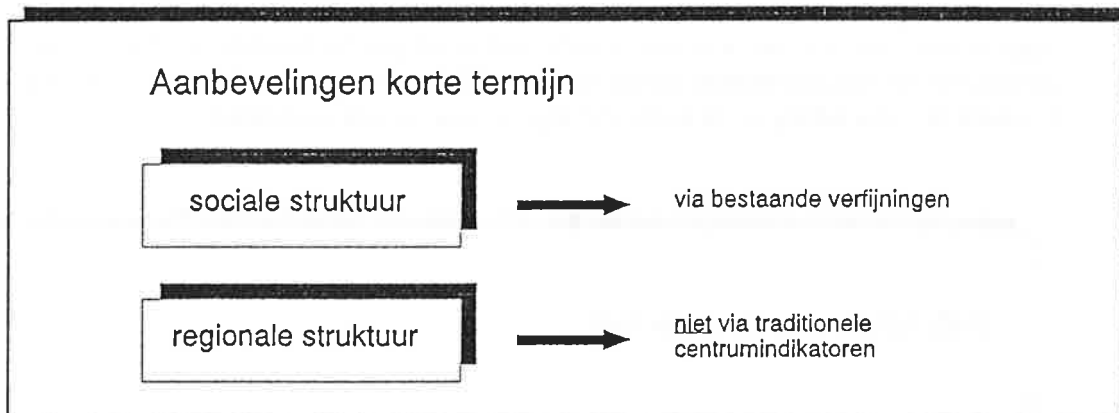 Aanbevelingen korte termijn
sociale struktuur
via bestaande verfijningen
regionale struktuur
niet via traditionele
centrumindikatoren